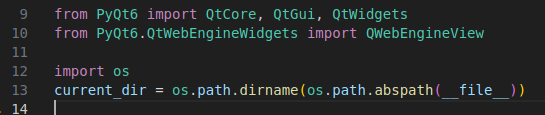 9 from PyQt6 import QtCore, QtGui, QtWidgets
10 from PyQt6.QtWebEngineWidgets import QWebEngineView
11
12 import os
13 current_dir = os.path.dirname(os.path.abspath(__file__))
14